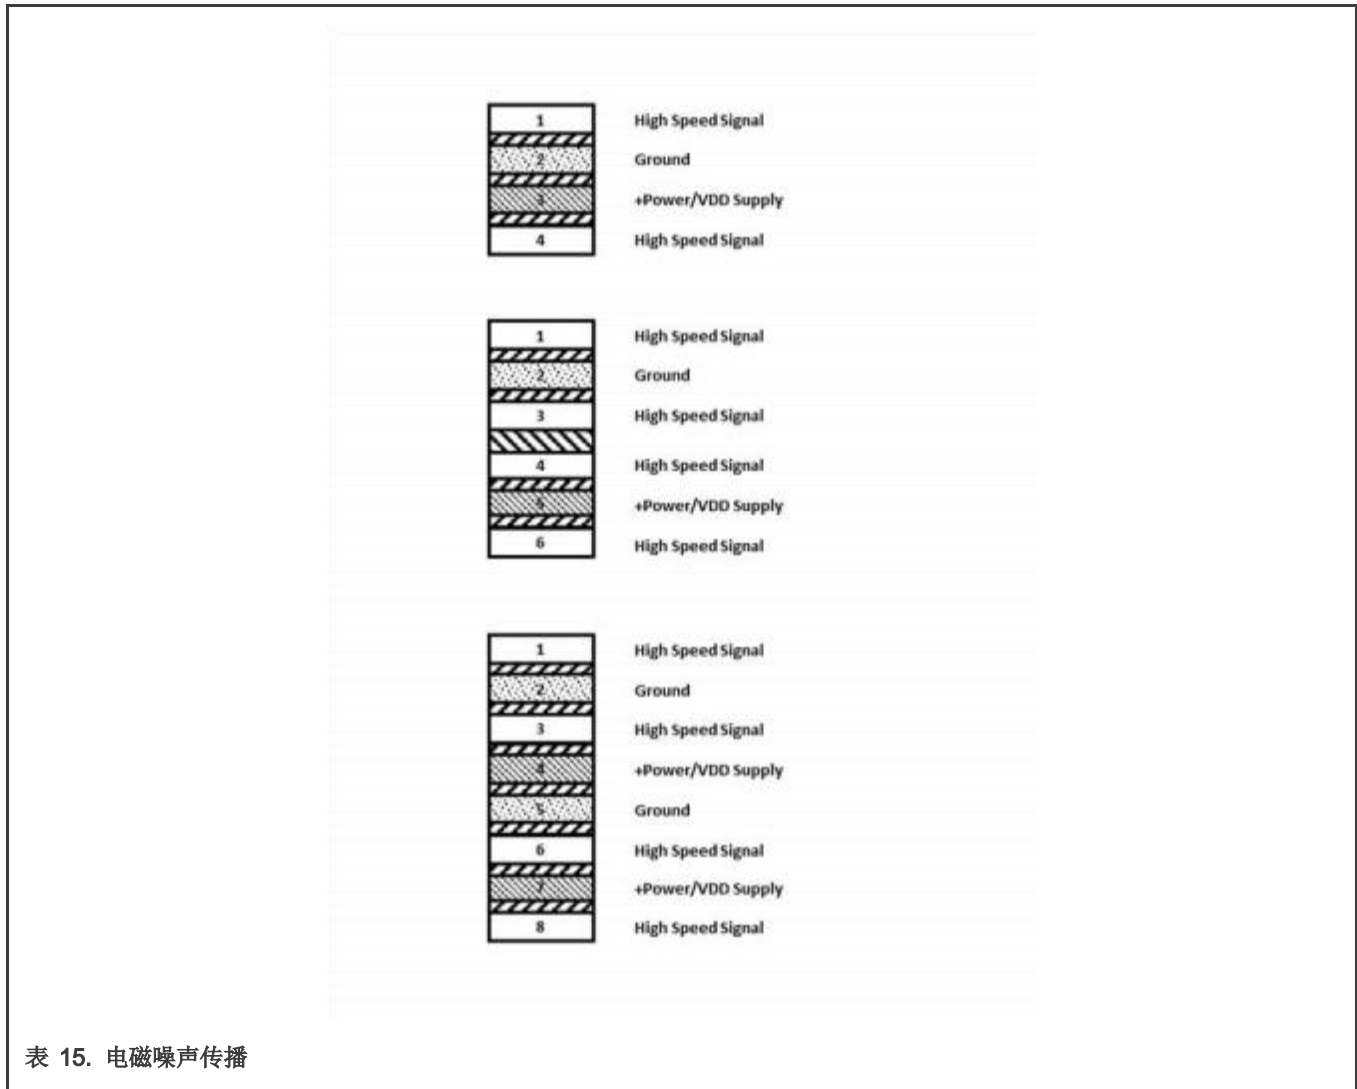 1 High Speed Signal
2 Ground
3 +Power/VDD Supply
4 High Speed Signal
1 High Speed Signal
2 Ground
3 High Speed Signal
4 High Speed Signal
5 +Power/VDD Supply
6 High Speed Signal
1 High Speed Signal
2 Ground
3 High Speed Signal
4 +Power/VDD Supply
5 Ground
6 High Speed Signal
7 +Power/VDD Supply
8 High Speed Signal
表 15. 电磁噪声传播